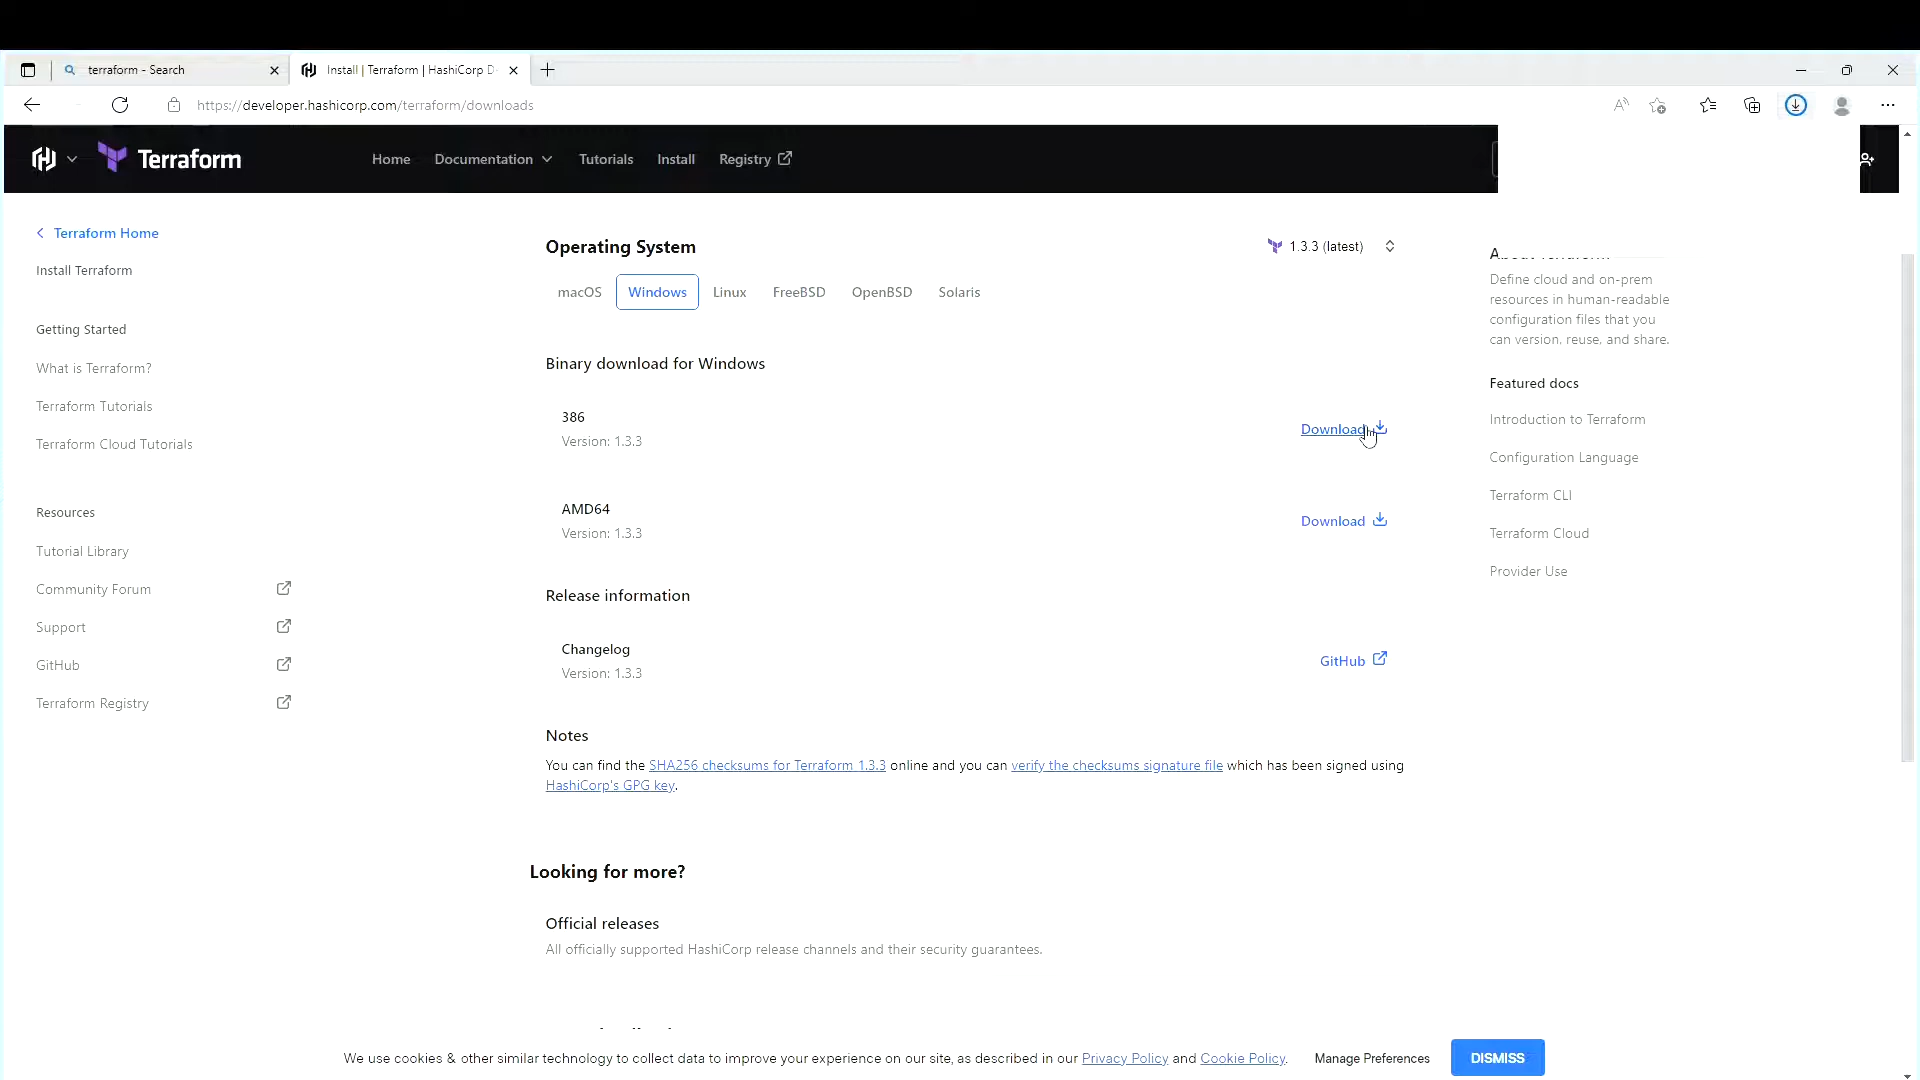 terraform - Search
Install | Terraform | HashiCorp D
https://developer.hashicorp.com/terraform/downloads
Terraform
Home
Documentation
Tutorials
Install
Registry
Terraform Home
Install Terraform
Getting Started
What is Terraform?
Terraform Tutorials
Terraform Cloud Tutorials
Resources
Tutorial Library
Community Forum
Support
GitHub
Terraform Registry
Operating System
1.3.3 (latest)
macOS
Windows
Linux
FreeBSD
OpenBSD
Solaris
Binary download for Windows
386
Version: 1.3.3
Download
AMD64
Version: 1.3.3
Download
Release information
Changelog
Version: 1.3.3
GitHub
Notes
You can find the SHA256 checksums for Terraform 1.3.3 online and you can verify the checksums signature file which has been signed using
HashiCorp's GPG key.
Looking for more?
Official releases
All officially supported HashiCorp release channels and their security guarantees.
Define cloud and on-prem
resources in human-readable
configuration files that you
can version, reuse, and share.
Featured docs
Introduction to Terraform
Configuration Language
Terraform CLI
Terraform Cloud
Provider Use
We use cookies & other similar technology to collect data to improve your experience on our site, as described in our Privacy Policy and Cookie Policy.
Manage Preferences
DISMISS